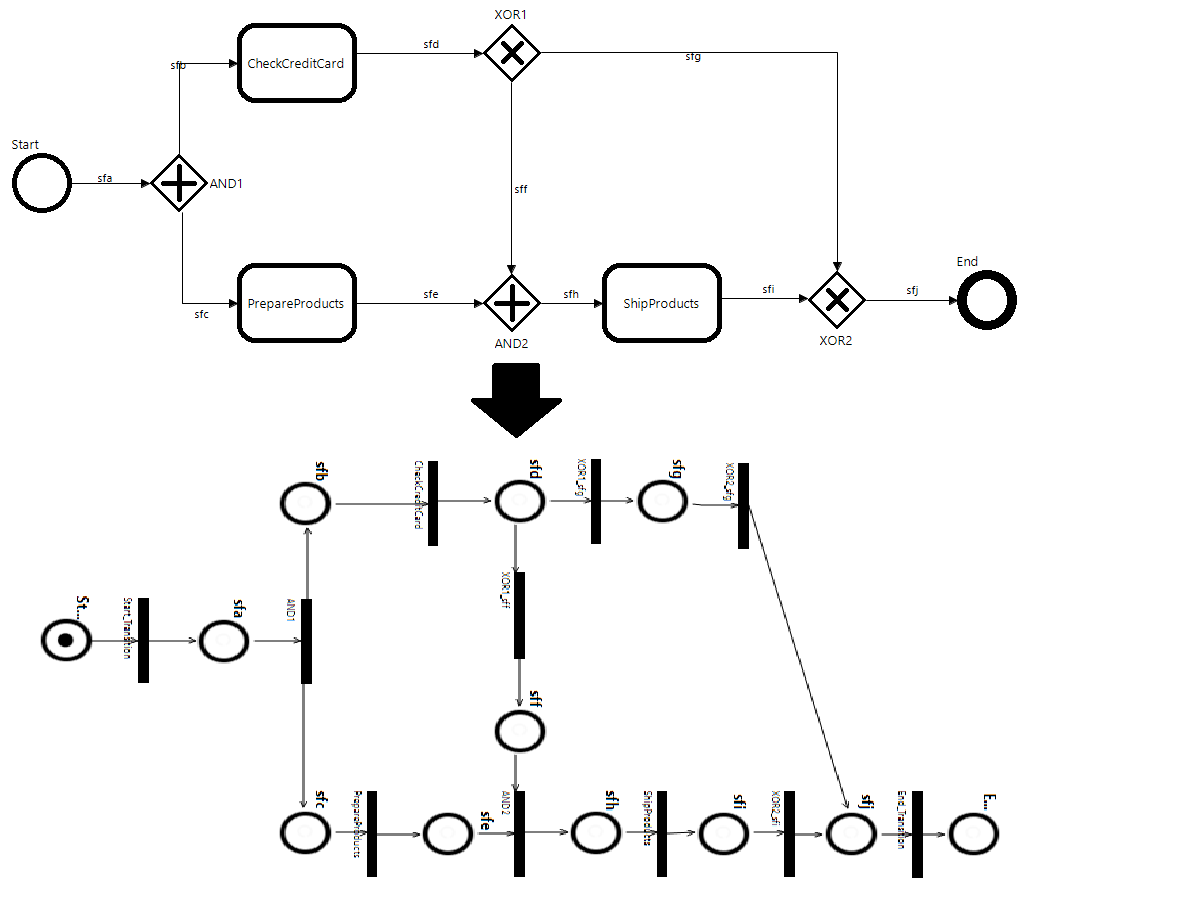 XOR1
sfd
sfg
sfb
CheckCreditCard
Start
sfa
AND1
sff
sfe
sfh
sfi
sfj
End
PrepareProducts
ShipProducts
sfc
AND2
XOR2
sfb
CheckCreditCard
sfd
XOR1_sfg
sfg
XOR2_sfg
XOR1_sff
St...
Start_Transition
sfa
AND1
sff
sfc
PrepareProducts
sfe
AND2
sfh
ShipProducts
sfi
XOR2_sfi
sfj
End_Transition
E...